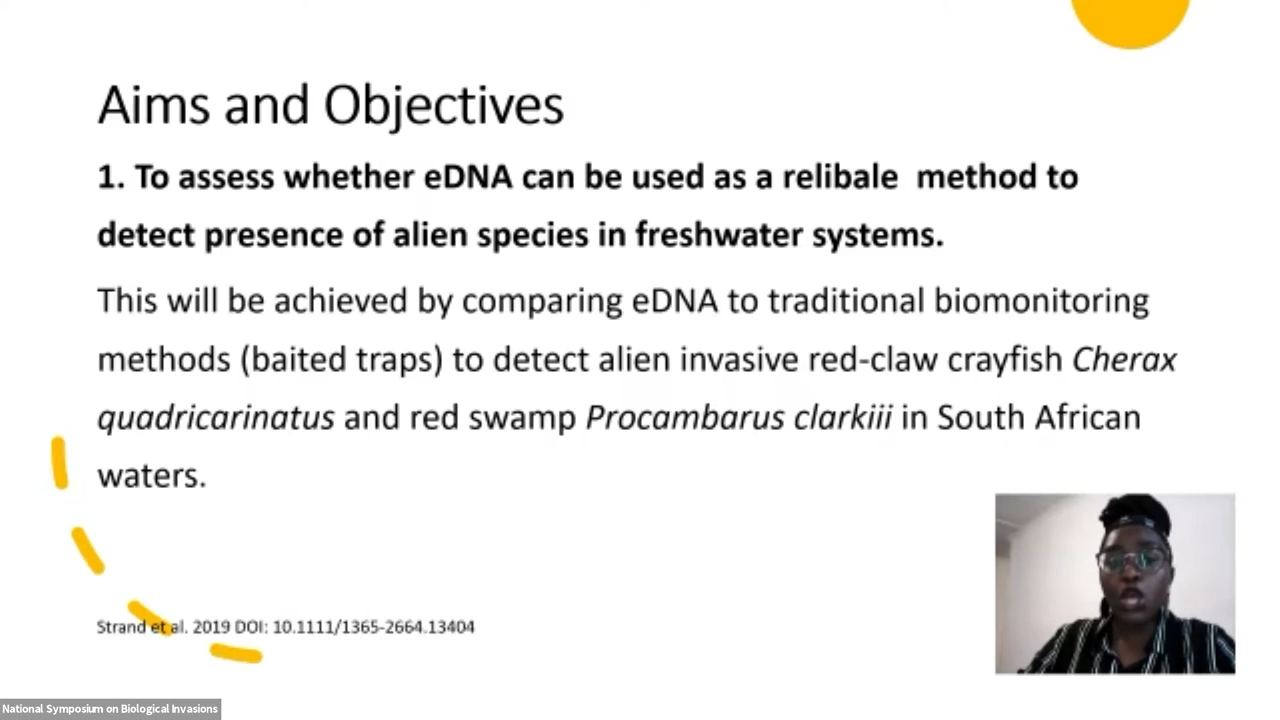 Aims and Objectives
1. To assess whether eDNA can be used as a relibale method to
detect presence of alien species in freshwater systems.
This will be achieved by comparing eDNA to traditional biomonitoring
methods (baited traps) to detect alien invasive red-claw crayfish Cherax
quadricarinatus and red swamp Procambarus clarkiii in South African
waters.
Strand et al. 2019 DOI: 10.1111/1365-2664.13404
National Symposium on Biological Invasions